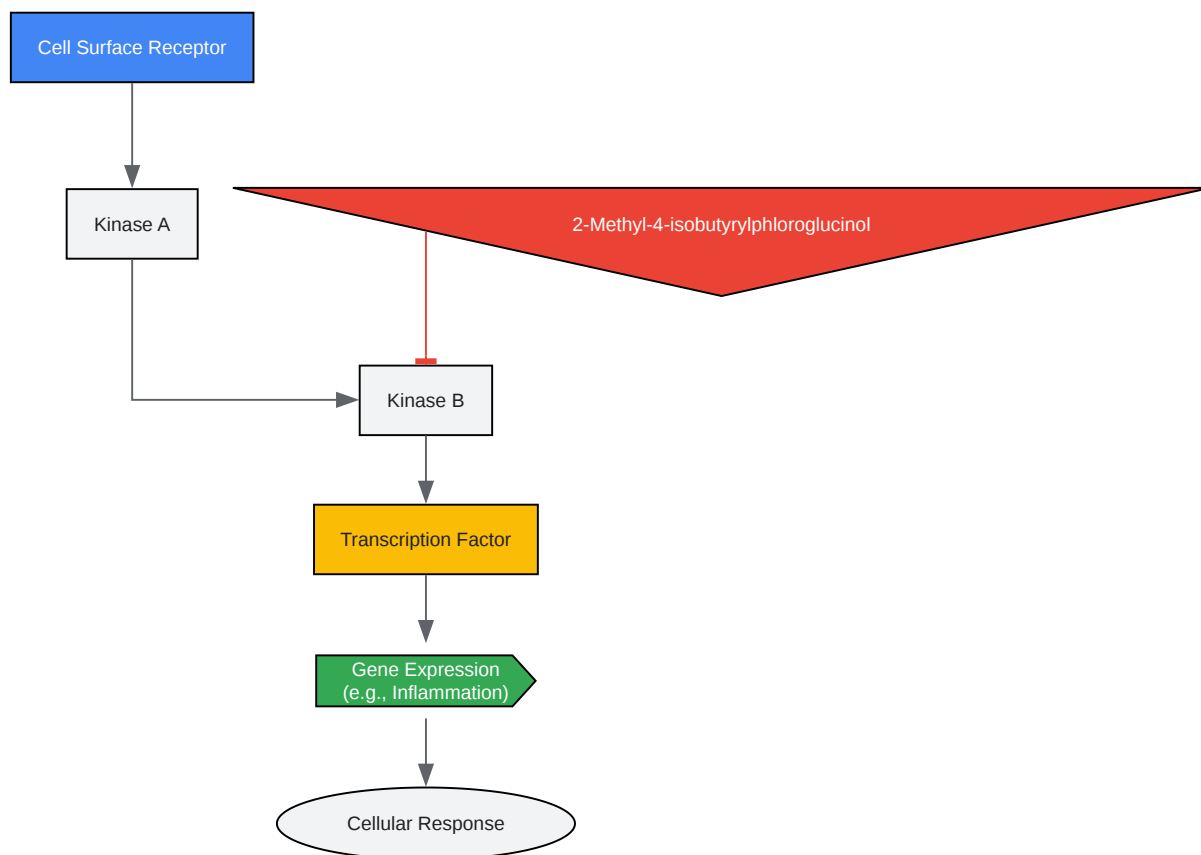 Cell Surface Receptor
Kinase A
2-Methyl-4-isobutyrylphloroglucinol
Kinase B
Transcription Factor
Gene Expression
(e.g., Inflammation)
Cellular Response